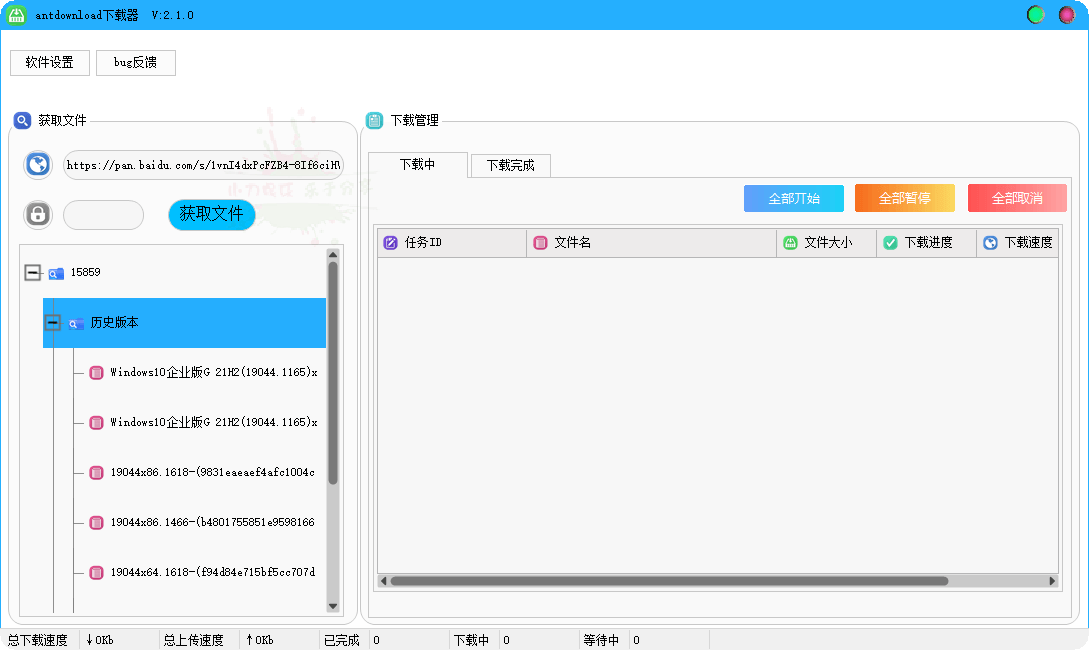 antdownload下载器 V:2.1.0
软件设置 bug反馈
获取文件
https://pan.baidu.com/s/1vnI4dxPcFZB4-8If6ciHV
获取文件
15859
历史版本
Windows10企业版G 21H2(19044.1165)x
Windows10企业版G 21H2(19044.1165)x
19044x86.1618-(9831eaeaef4afc1004c
19044x86.1466-(b4801755851e9598166
19044x64.1618-(f94d84e715bf5cc707d
下载管理
下载中 下载完成
全部开始 全部暂停 全部取消
任务ID 文件名 文件大小 下载进度 下载速度
总下载速度 ↓0Kb 总上传速度 ↑0Kb 已完成 0 下载中 0 等待中 0